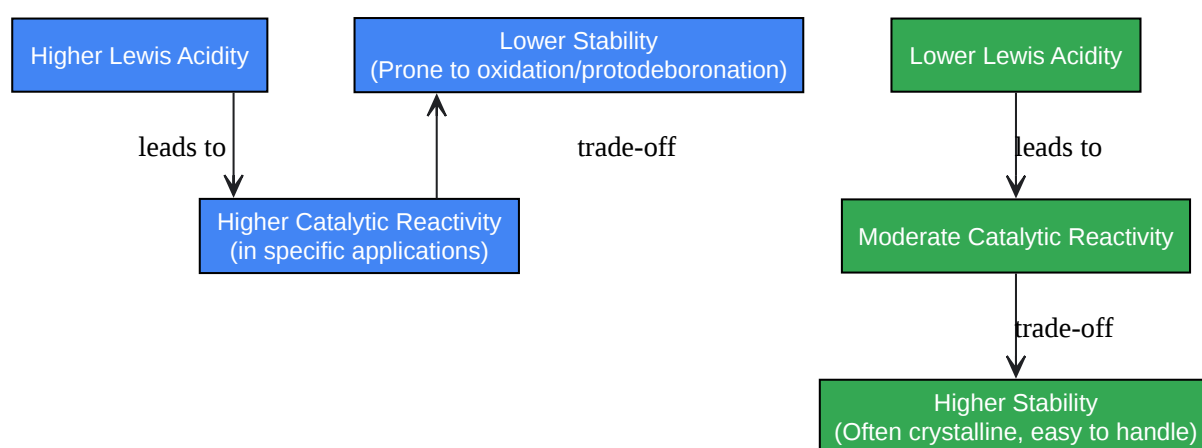 Higher Lewis Acidity
Lower Stability
(Prone to oxidation/protodeboronation)
Lower Lewis Acidity
leads to
trade-off
leads to
Higher Catalytic Reactivity
(in specific applications)
Moderate Catalytic Reactivity
trade-off
Higher Stability
(Often crystalline, easy to handle)